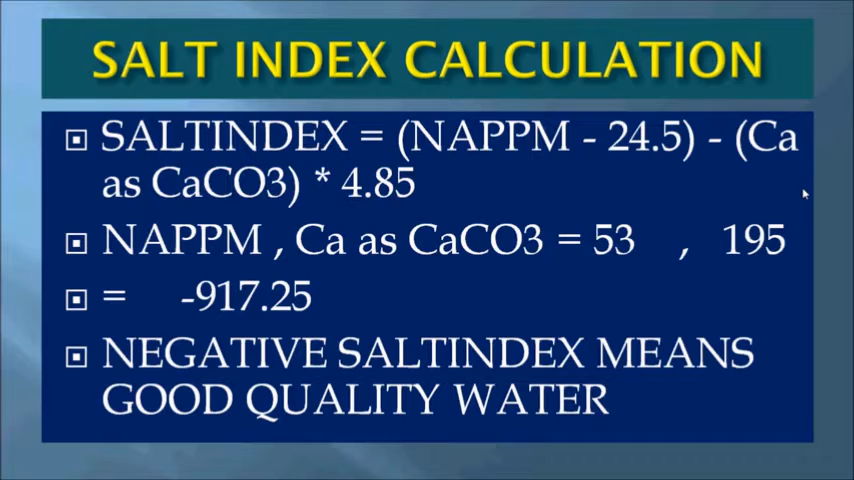 SALT INDEX CALCULATION
SALTINDEX = (NAPPM - 24.5) - (Ca
as CaCO3) * 4.85
NAPPM , Ca as CaCO3 = 53 , 195
= -917.25
NEGATIVE SALTINDEX MEANS
GOOD QUALITY WATER